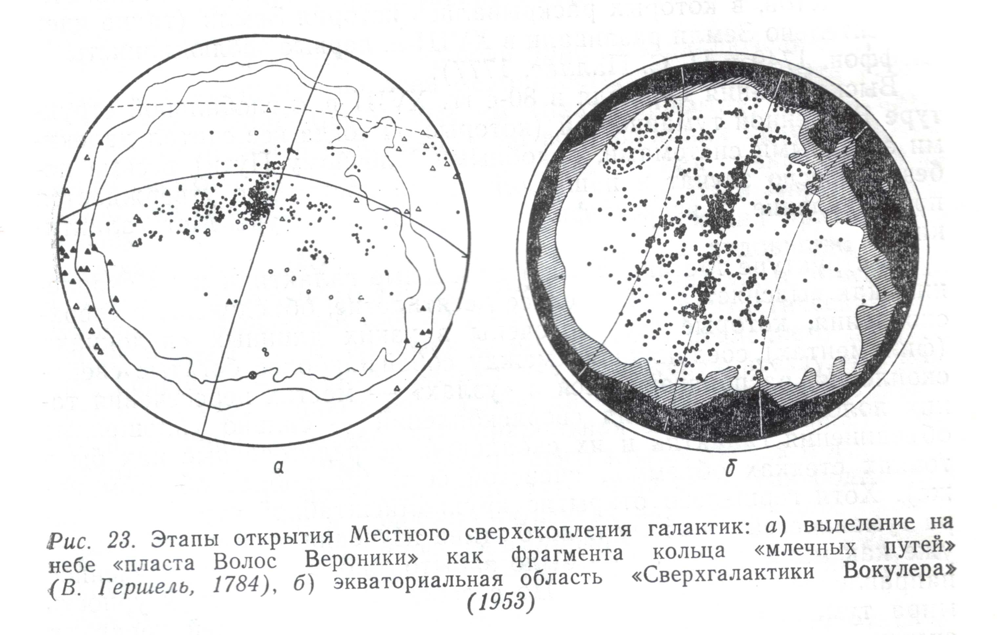 а
б
Рис. 23. Этапы открытия Местного сверхскопления галактик: а) выделение на
небе «пласта Волос Вероники» как фрагмента кольца «млечных путей»
(В. Гершель, 1784), б) экваториальная область «Сверхгалактики Вокулера»
(1953)